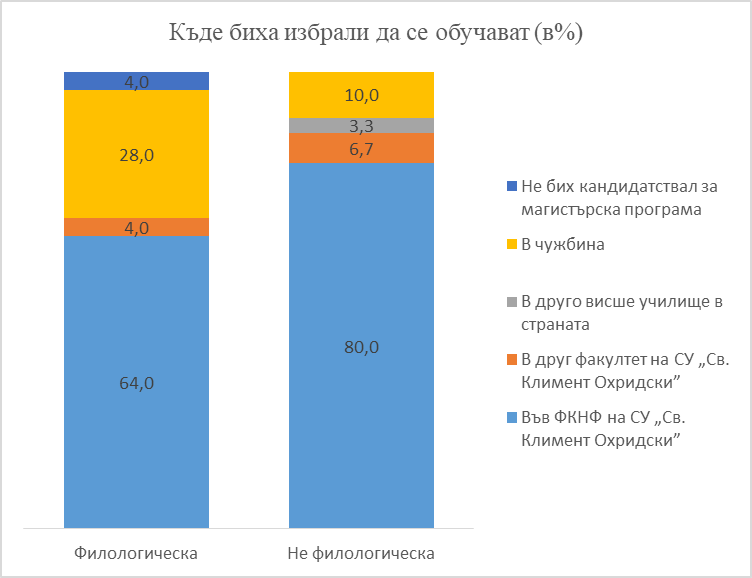 Къде биха избрали да се обучават (в%)
4,0
28,0
4,0
64,0
10,0
3,3
6,7
80,0
Филологическа
Не филологическа
Не бих кандидатствал за
магистърска програма
В чужбина
В друго висше училище в
страната
В друг факултет на СУ „Св.
Климент Охридски”
Във ФКНФ на СУ „Св.
Климент Охридски”